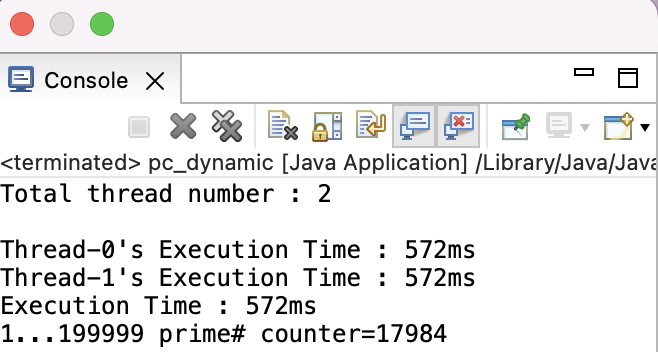 Console
<terminated> pc_dynamic [Java Application] /Library/Java/Java
Total thread number : 2
Thread-0's Execution Time : 572ms
Thread-1's Execution Time : 572ms
Execution Time : 572ms
1...199999 prime# counter=17984